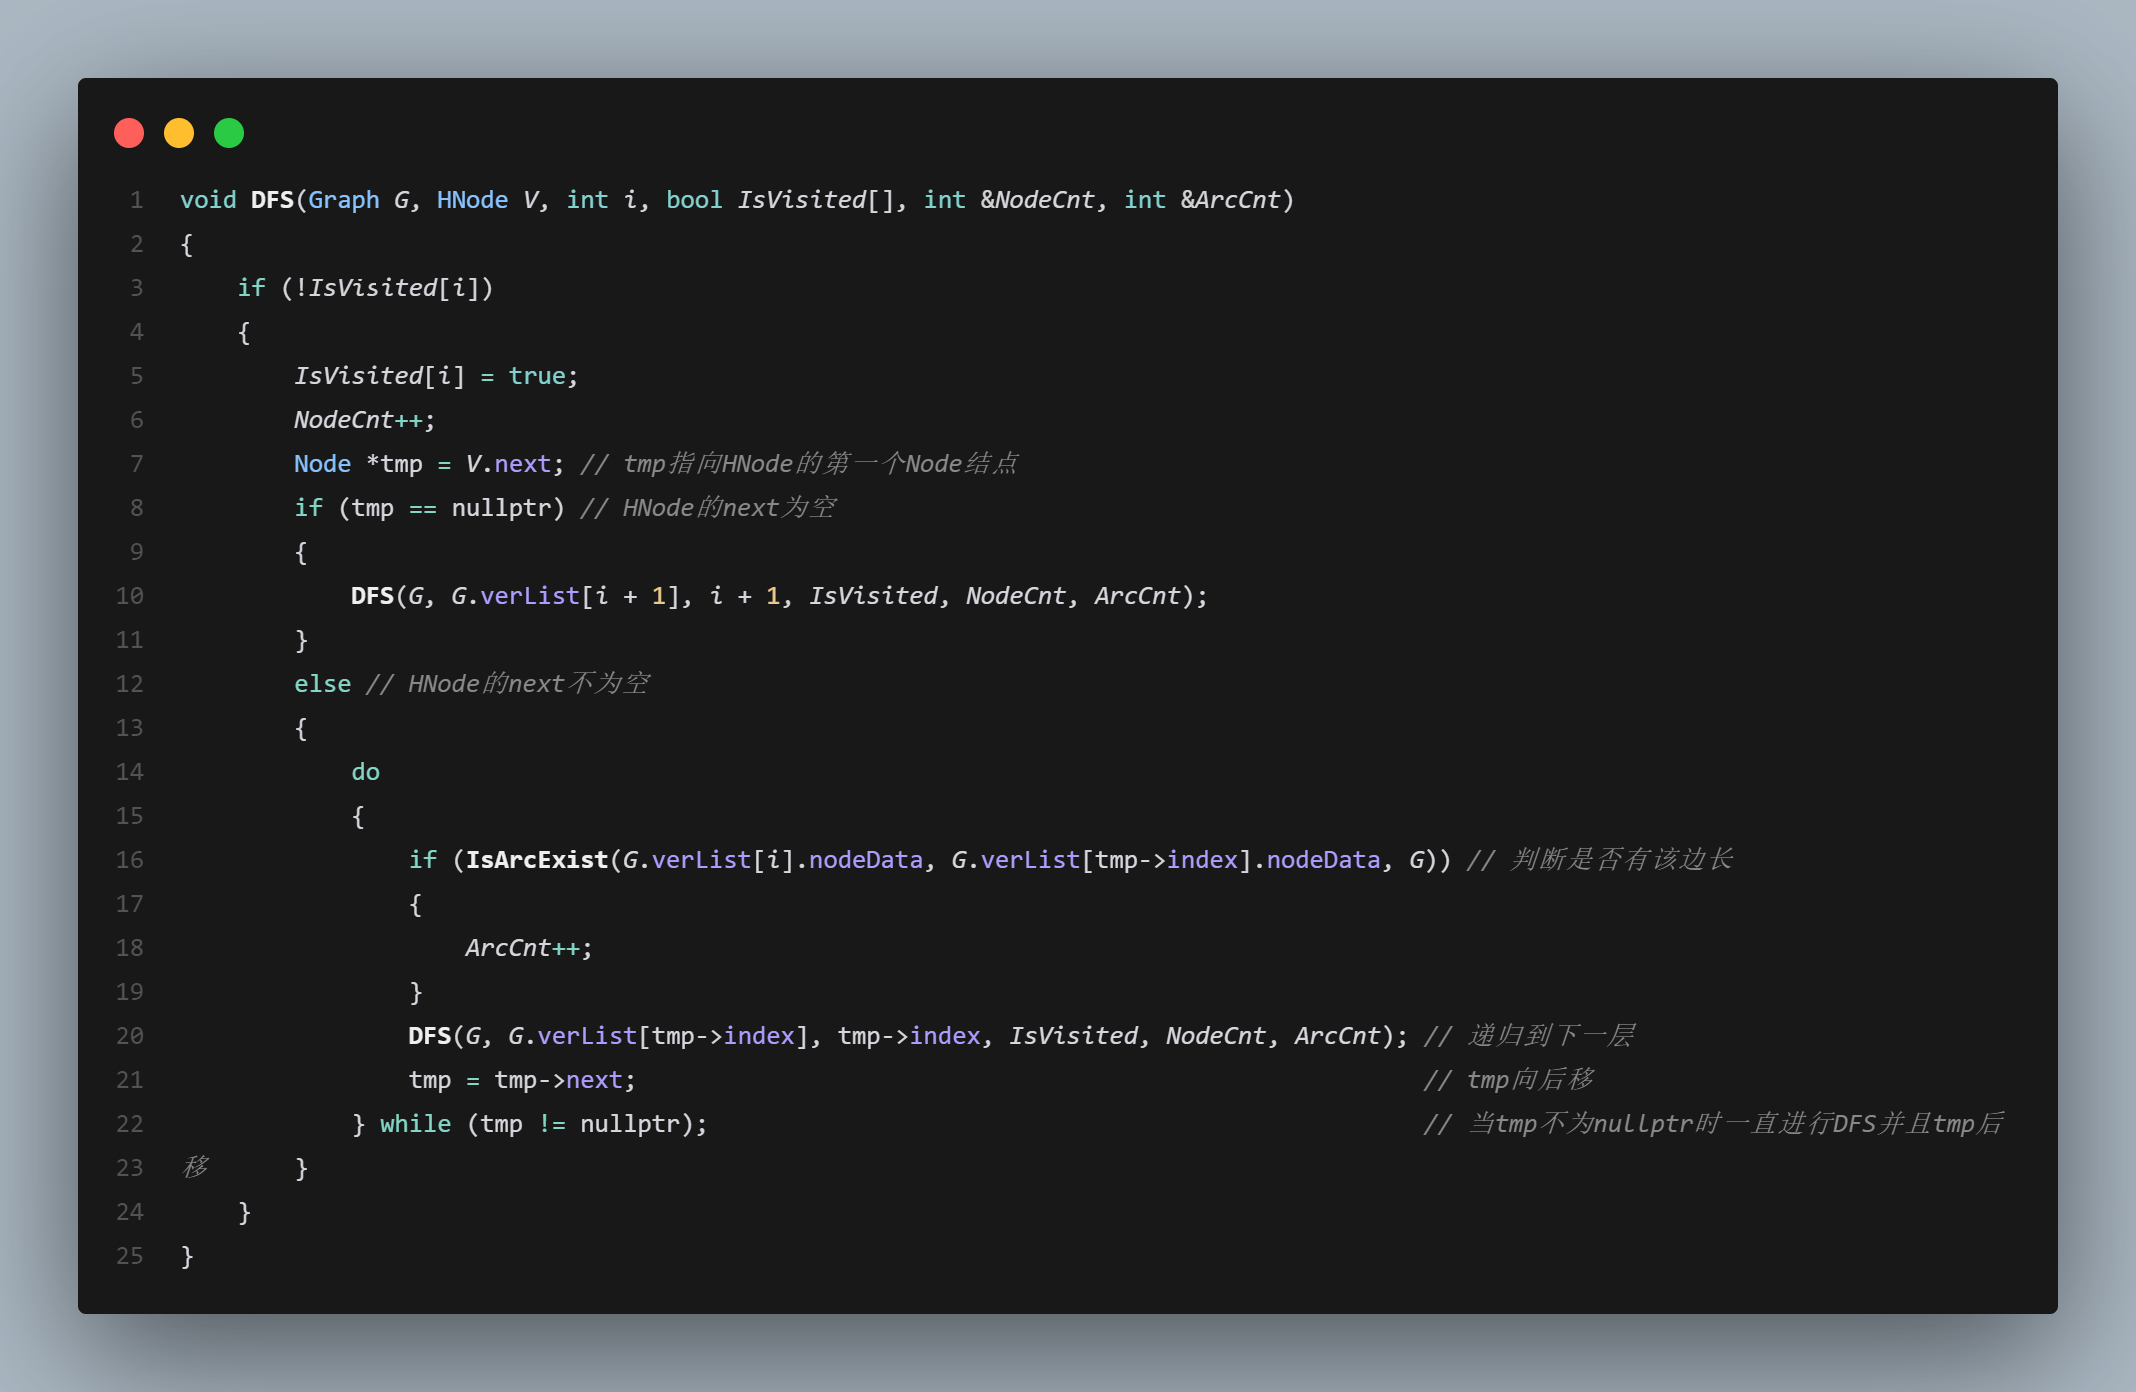 1 void DFS(Graph G, HNode V, int i, bool IsVisited[], int &NodeCnt, int &ArcCnt)
2 {
3     if (!IsVisited[i])
4     {
5         IsVisited[i] = true;
6         NodeCnt++;
7         Node *tmp = V.next; // tmp指向HNode的第一个Node结点
8         if (tmp == nullptr) // HNode的next为空
9         {
10             DFS(G, G.verList[i + 1], i + 1, IsVisited, NodeCnt, ArcCnt);
11         }
12         else // HNode的next不为空
13         {
14             do
15             {
16                 if (IsArcExist(G.verList[i].nodeData, G.verList[tmp->index].nodeData, G)) // 判断是否有该边长
17                 {
18                     ArcCnt++;
19                 }
20                 DFS(G, G.verList[tmp->index], tmp->index, IsVisited, NodeCnt, ArcCnt); // 递归到下一层
21                 tmp = tmp->next;                                                       // tmp向后移
22             } while (tmp != nullptr);                                                  // 当tmp不为nullptr时一直进行DFS并且tmp后
23 移      }
24     }
25 }